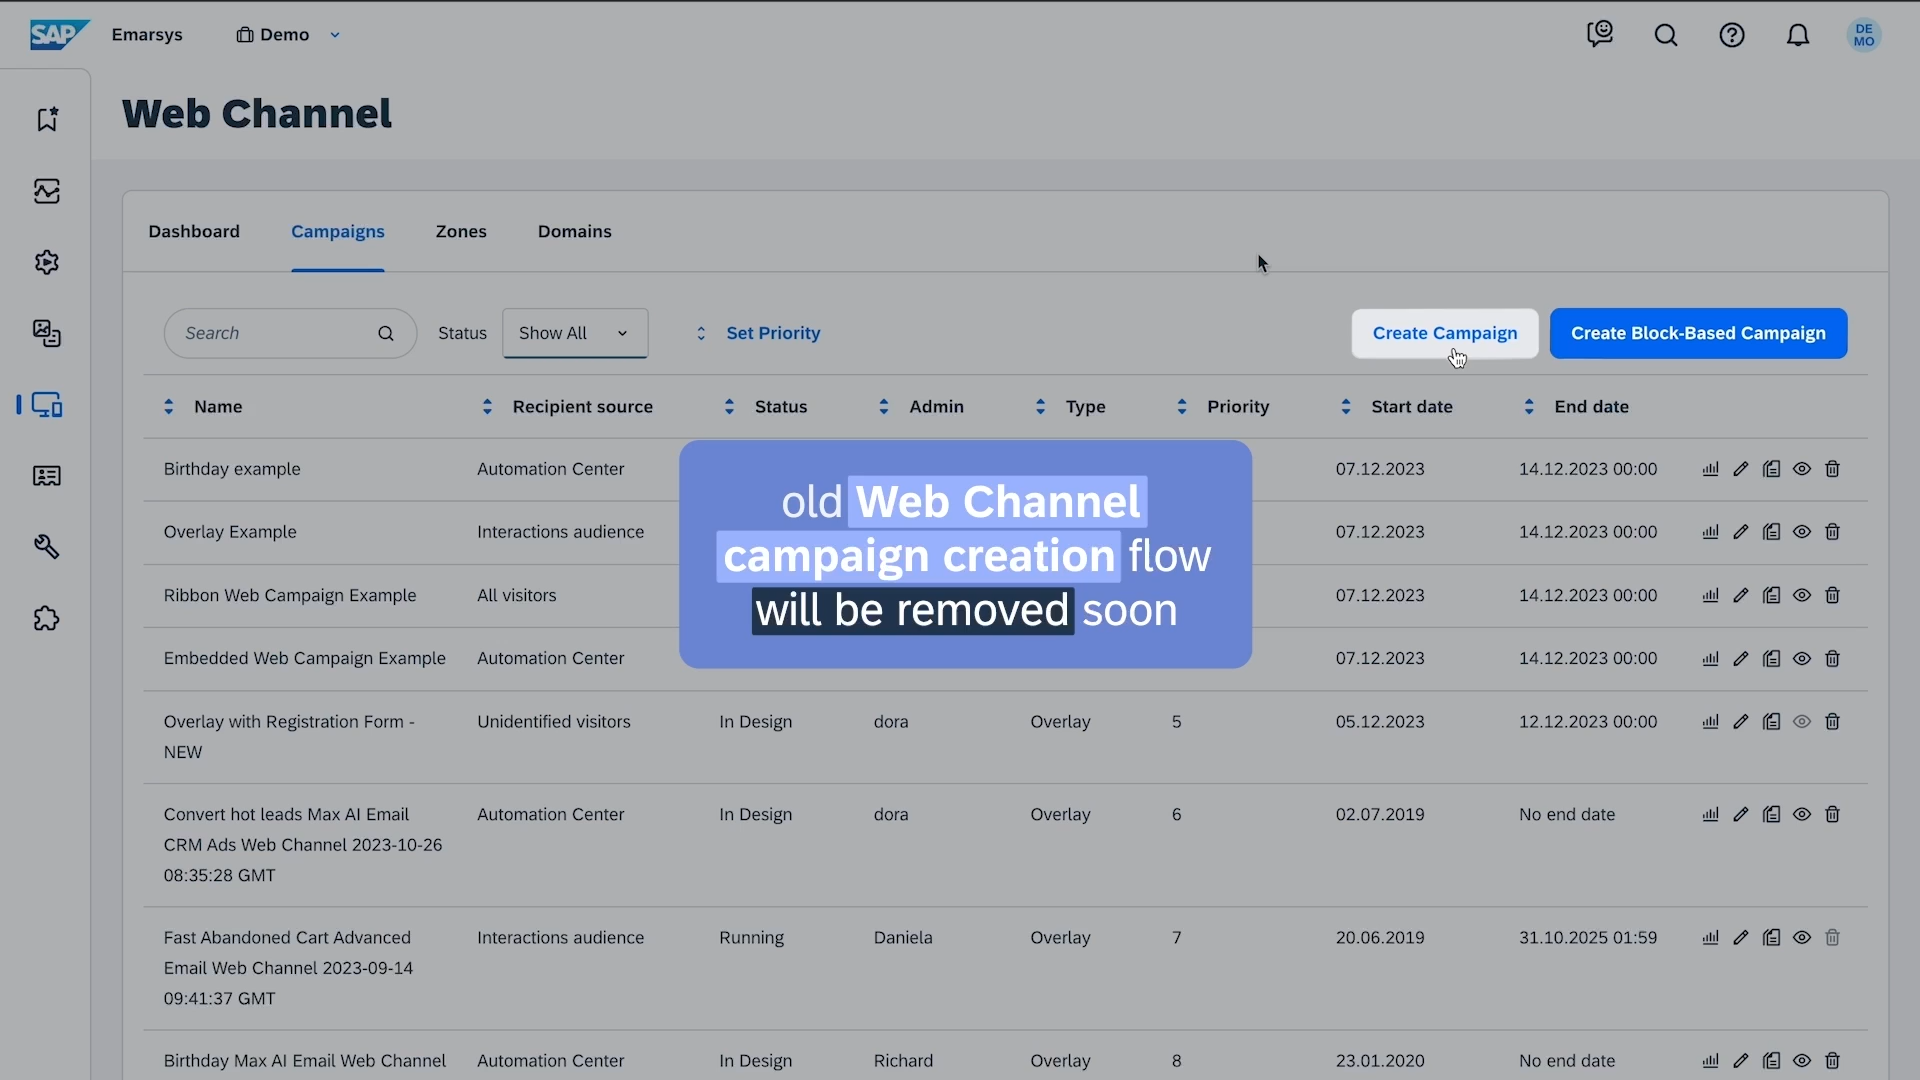 SAP Emarsys Demo DE
MO
Web Channel
Dashboard Campaigns Zones Domains
Search Status Show All Set Priority Create Campaign Create Block-Based Campaign
Name Recipient source Status Admin Type Priority Start date End date
Birthday example Automation Center 07.12.2023 14.12.2023 00:00
old Web Channel
campaign creation flow
will be removed soon
Overlay Example Interactions audience 07.12.2023 14.12.2023 00:00
Ribbon Web Campaign Example All visitors 07.12.2023 14.12.2023 00:00
Embedded Web Campaign Example Automation Center 07.12.2023 14.12.2023 00:00
Overlay with Registration Form - Unidentified visitors In Design dora Overlay 5 05.12.2023 12.12.2023 00:00
NEW
Convert hot leads Max AI Email Automation Center In Design dora Overlay 6 02.07.2019 No end date
CRM Ads Web Channel 2023-10-26
08:35:28 GMT
Fast Abandoned Cart Advanced Interactions audience Running Daniela Overlay 7 20.06.2019 31.10.2025 01:59
Email Web Channel 2023-09-14
09:41:37 GMT
Birthday Max AI Email Web Channel Automation Center In Design Richard Overlay 8 23.01.2020 No end date